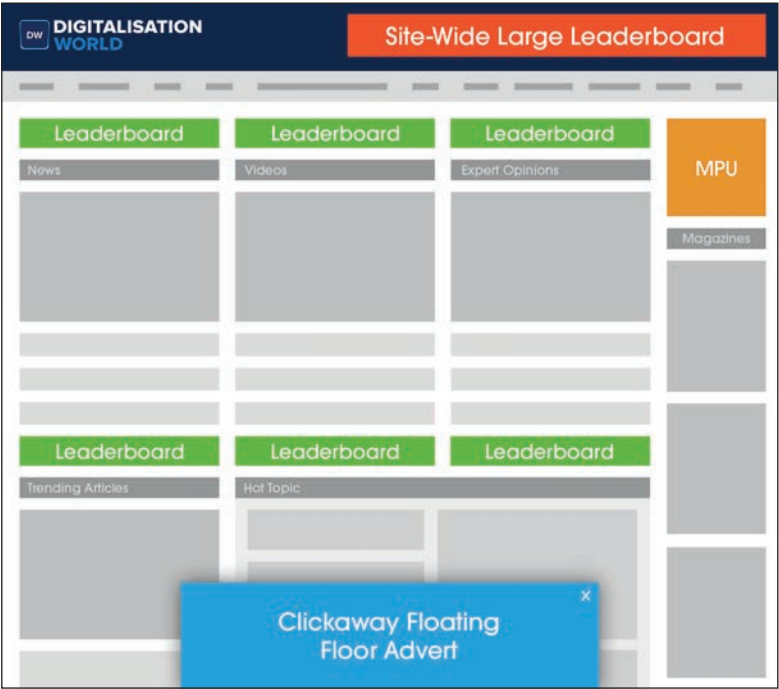 DW DIGITALISATION
WORLD
Site-Wide Large Leaderboard
Leaderboard Leaderboard Leaderboard
MPU
News Videos Expert Opinions
Magazines
Leaderboard Leaderboard Leaderboard
Trending Articles Hot Topic
X
Clickaway Floating
Floor Advert